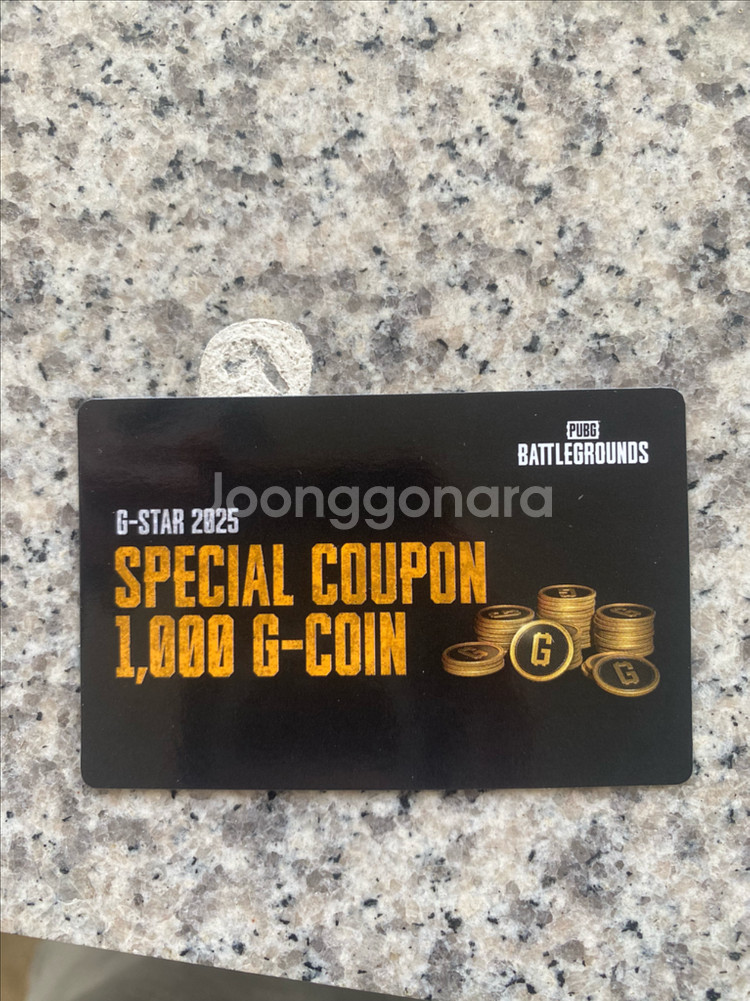 PUBG
BATTLEGROUNDS
Joonggonara
G-STAR 2025
SPECIAL COUPON
1,000 G-COIN
G
G